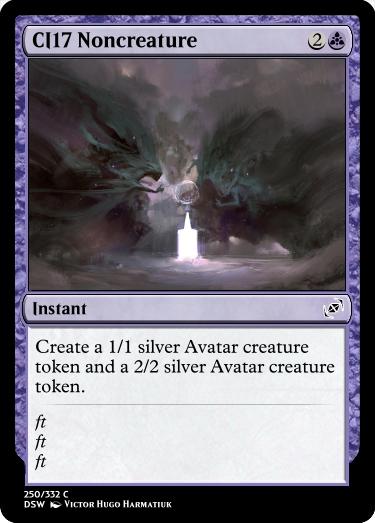 C|17 Noncreature 2
Instant
Create a 1/1 silver Avatar creature
token and a 2/2 silver Avatar creature
token.
ft
ft
ft
250/332 C
DSW Victor Hugo Harmatiuk